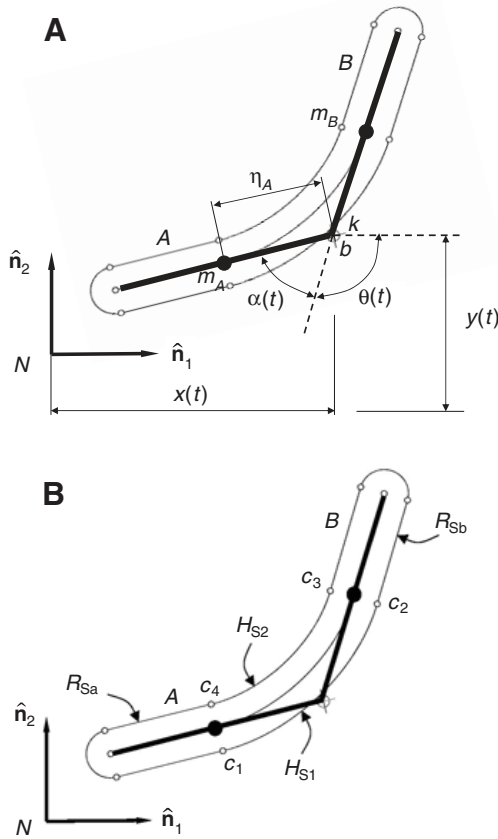 A
B
m_B
η_A
A
k
b
n̂_2
m_A
α(t)
θ(t)
y(t)
N
n̂_1
x(t)
B
B
R_Sb
c_3
c_2
H_S2
R_Sa
A
c_4
n̂_2
c_1
H_S1
N
n̂_1